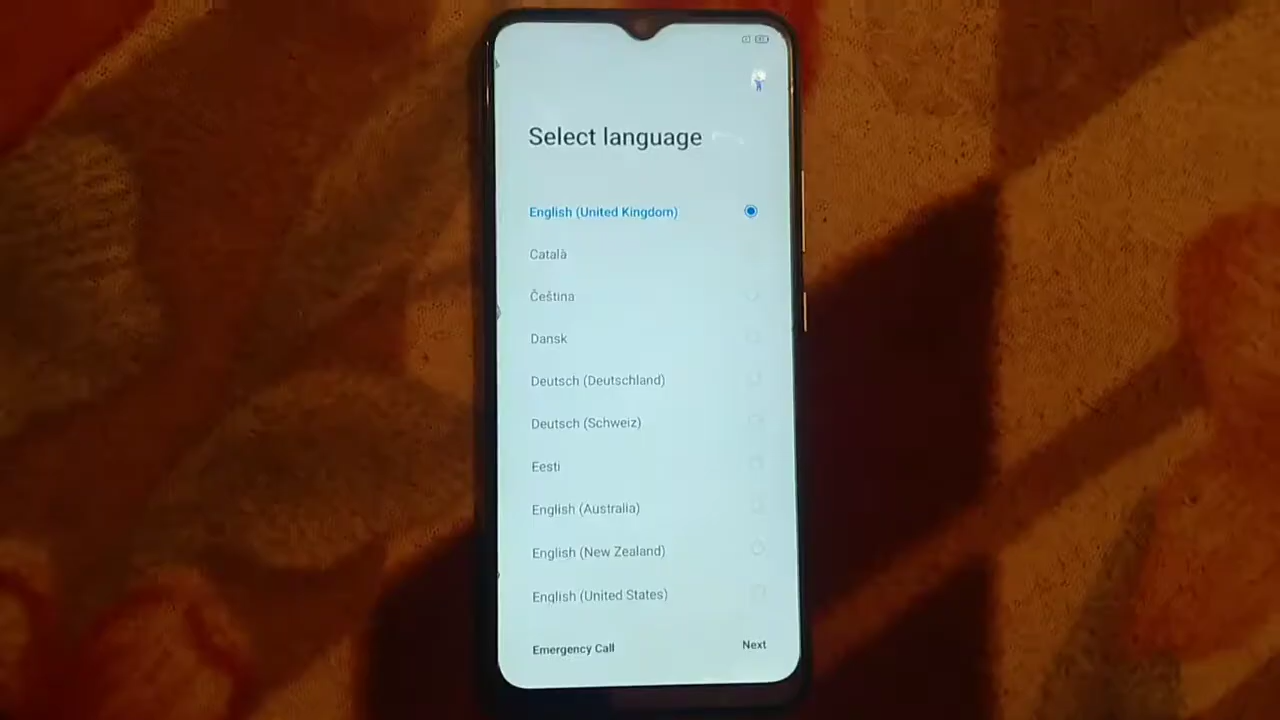 Select language
English (United Kingdom)
Català
Čeština
Dansk
Deutsch (Deutschland)
Deutsch (Schweiz)
Eesti
English (Australia)
English (New Zealand)
English (United States)
Emergency Call
Next